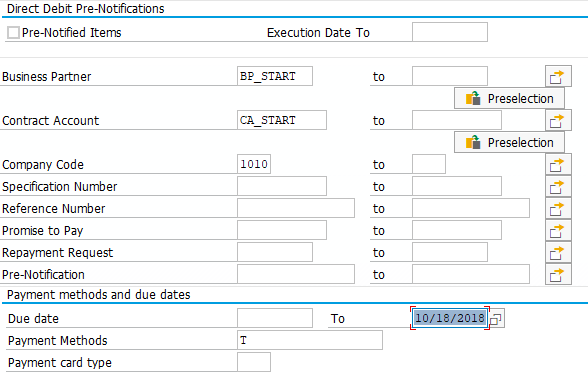 Direct Debit Pre-Notifications
Pre-Notified Items Execution Date To
Business Partner BP_START to
Preselection
Contract Account CA_START to
Preselection
Company Code 1010 to
Specification Number to
Reference Number to
Promise to Pay to
Repayment Request to
Pre-Notification to
Payment methods and due dates
Due date To 10/18/2018
Payment Methods T
Payment card type